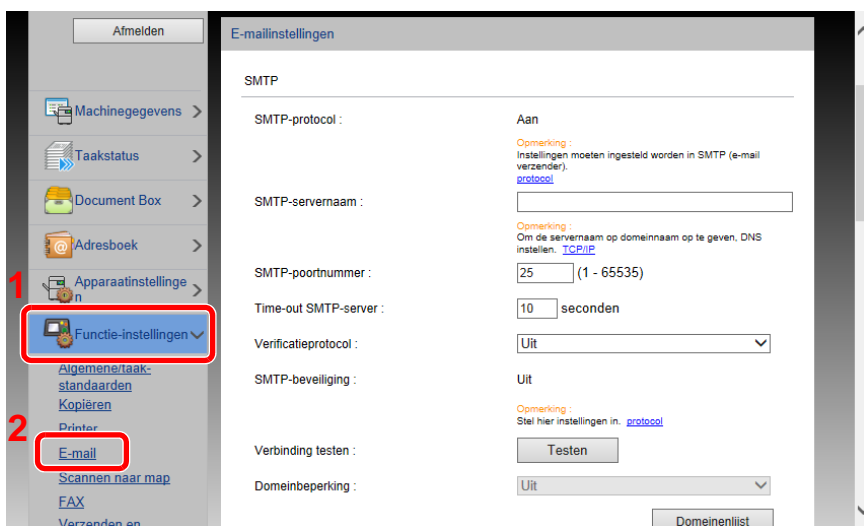 Afmelden
Machinegegevens
Taakstatus
Document Box
Adresboek
1
Apparaatinstellinge
n
Functie-instellingen
Algemene/taak-
standaarden
Kopiëren
2
Printer
E-mail
Scannen naar map
FAX
Verzenden en
E-mailinstellingen
SMTP
SMTP-protocol :
Aan
Opmerking :
Instellingen moeten ingesteld worden in SMTP (e-mail
verzender).
protocol
SMTP-servernaam :
Opmerking :
Om de servernaam op domeinnaam op te geven, DNS
instellen. TCP/IP
SMTP-poortnummer :
25 (1 - 65535)
Time-out SMTP-server :
10 seconden
Verificatieprotocol :
Uit
SMTP-beveiliging :
Uit
Opmerking :
Stel hier instellingen in. protocol
Verbinding testen :
Testen
Domeinbeperking :
Uit
Domeinenlijst